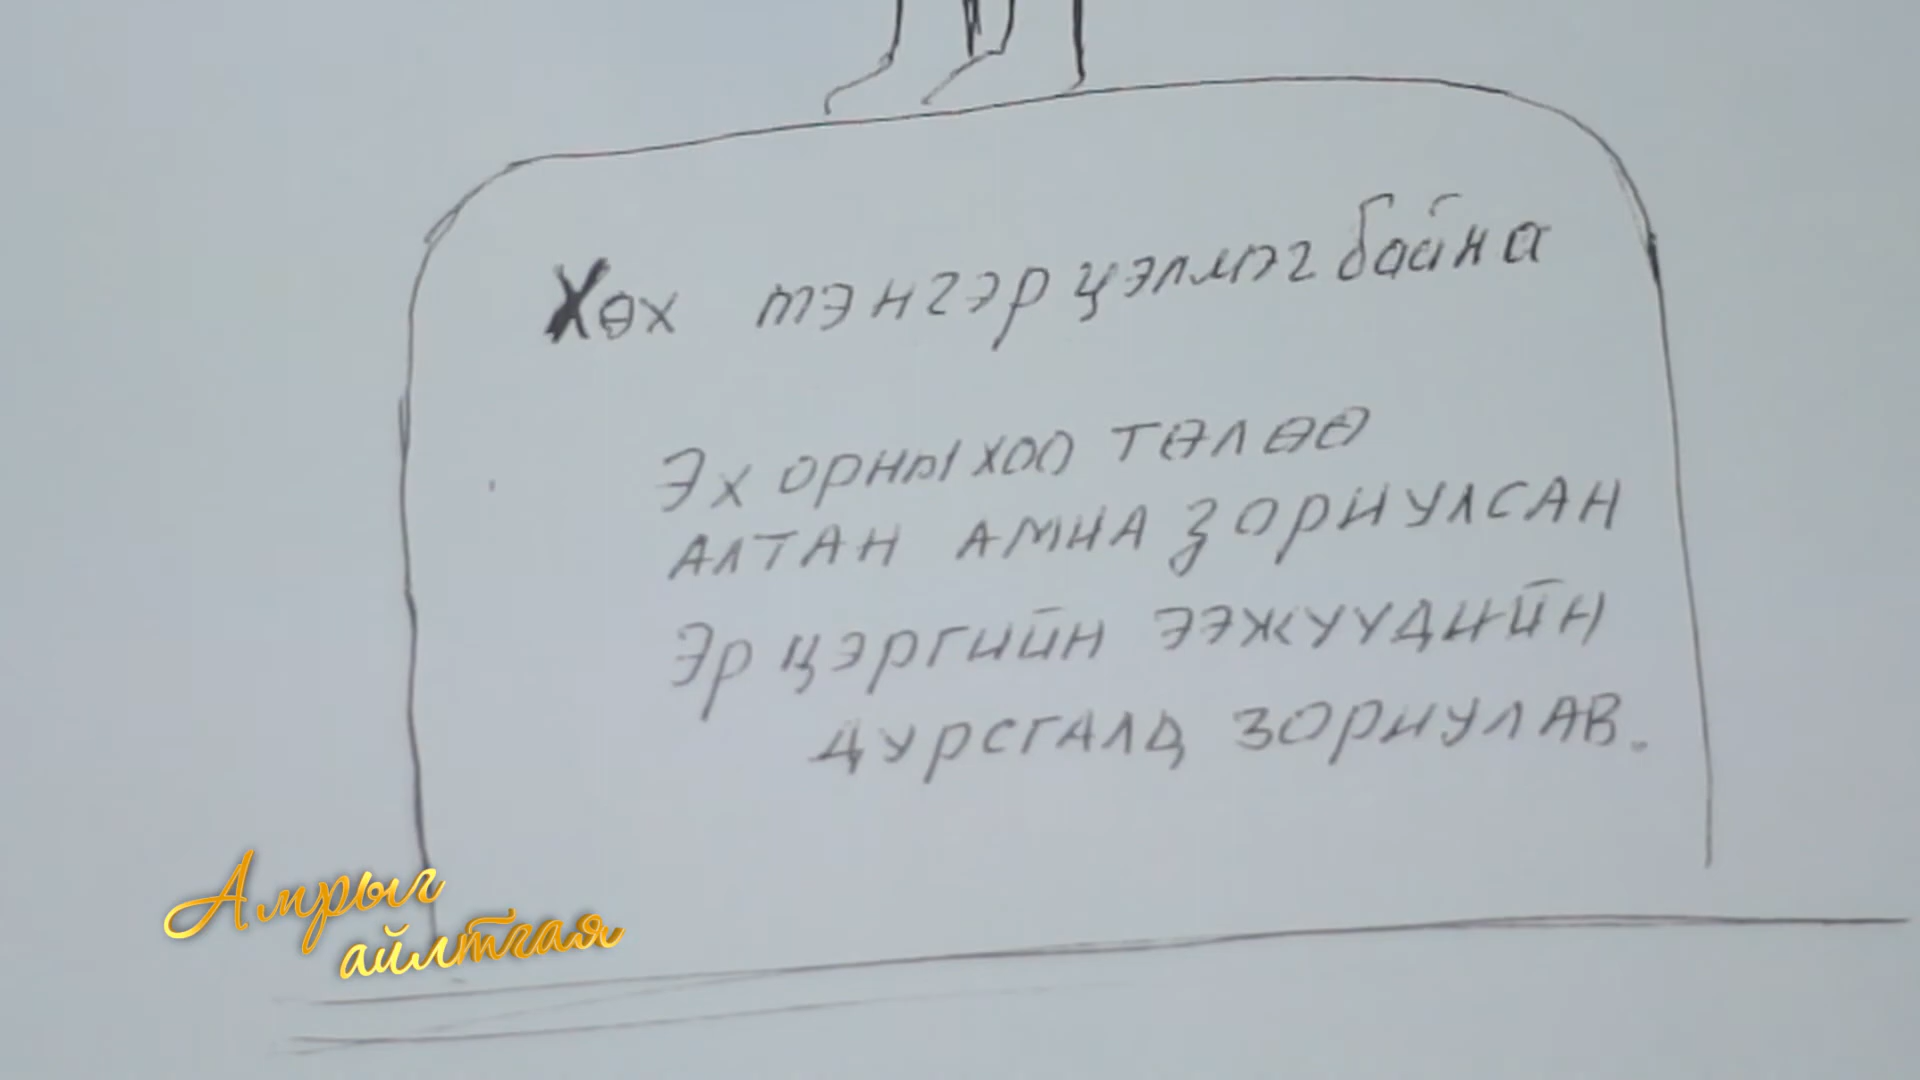 Хөх тэнгэр цэлмэг байна
Эх орныхоо төлөө
алтан амиа зориулсан
Эр цэргийн ээжүүдийн
дурсгалд зориулав.
Амрыг
айлтгая